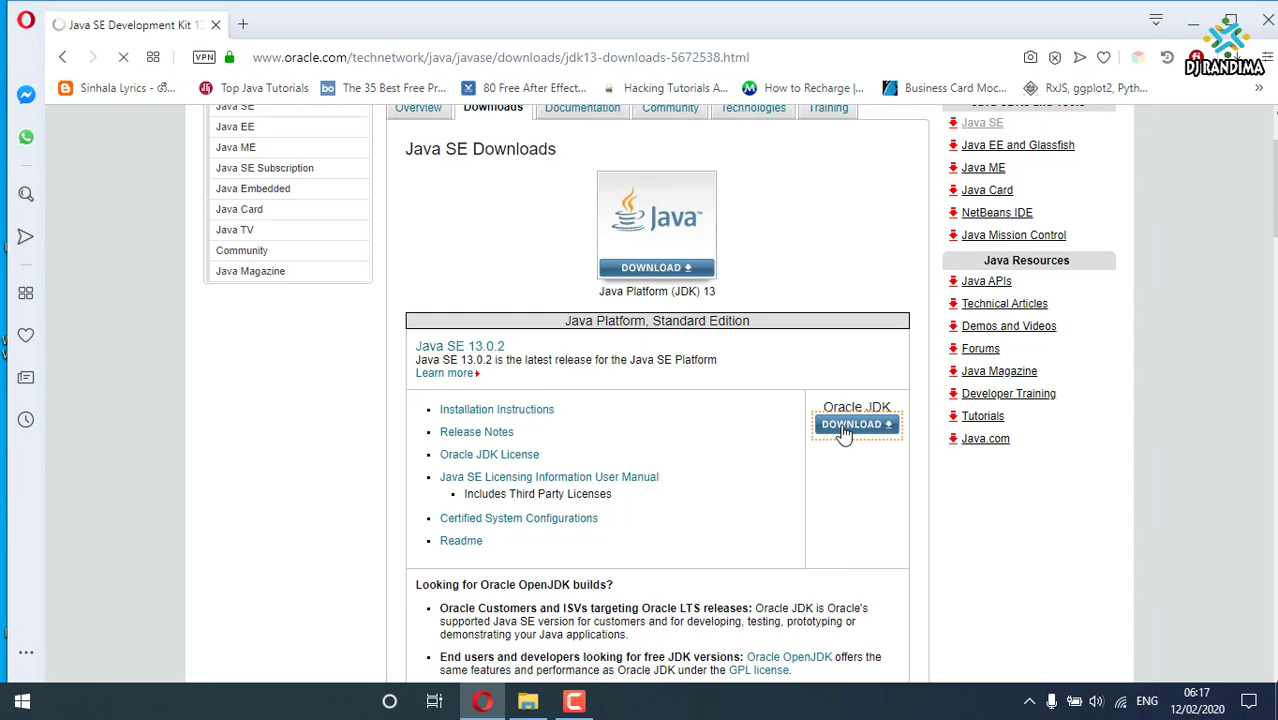 Java SE Development Kit 13
VPN
www.oracle.com/technetwork/java/javase/downloads/jdk13-downloads-5672538.html
DJ RANDIMA
Top Java Tutorials
The 35 Best Free Pr...
80 Free After Effect...
Hacking Tutorials A...
How to Recharge |...
Business Card Moc...
RxJS, ggplot2, Pyth...
Java SE
Java EE
Java ME
Java SE Subscription
Java Embedded
Java Card
Java TV
Community
Java Magazine
Overview
Downloads
Documentation
Community
Technologies
Training
Java SE Downloads
Java™
DOWNLOAD
Java Platform (JDK) 13
Java Platform, Standard Edition
Java SE 13.0.2
Java SE 13.0.2 is the latest release for the Java SE Platform
Learn more
Installation Instructions
Release Notes
Oracle JDK License
Java SE Licensing Information User Manual
Includes Third Party Licenses
Certified System Configurations
Readme
Oracle JDK
DOWNLOAD
Looking for Oracle OpenJDK builds?
Oracle Customers and ISVs targeting Oracle LTS releases: Oracle JDK is Oracle's
supported Java SE version for customers and for developing, testing, prototyping or
demonstrating your Java applications.
End users and developers looking for free JDK versions: Oracle OpenJDK offers the
same features and performance as Oracle JDK under the GPL license.
Java SE
Java EE and Glassfish
Java ME
Java Card
NetBeans IDE
Java Mission Control
Java Resources
Java APIs
Technical Articles
Demos and Videos
Forums
Java Magazine
Developer Training
Tutorials
Java.com
ENG
06:17
12/02/2020